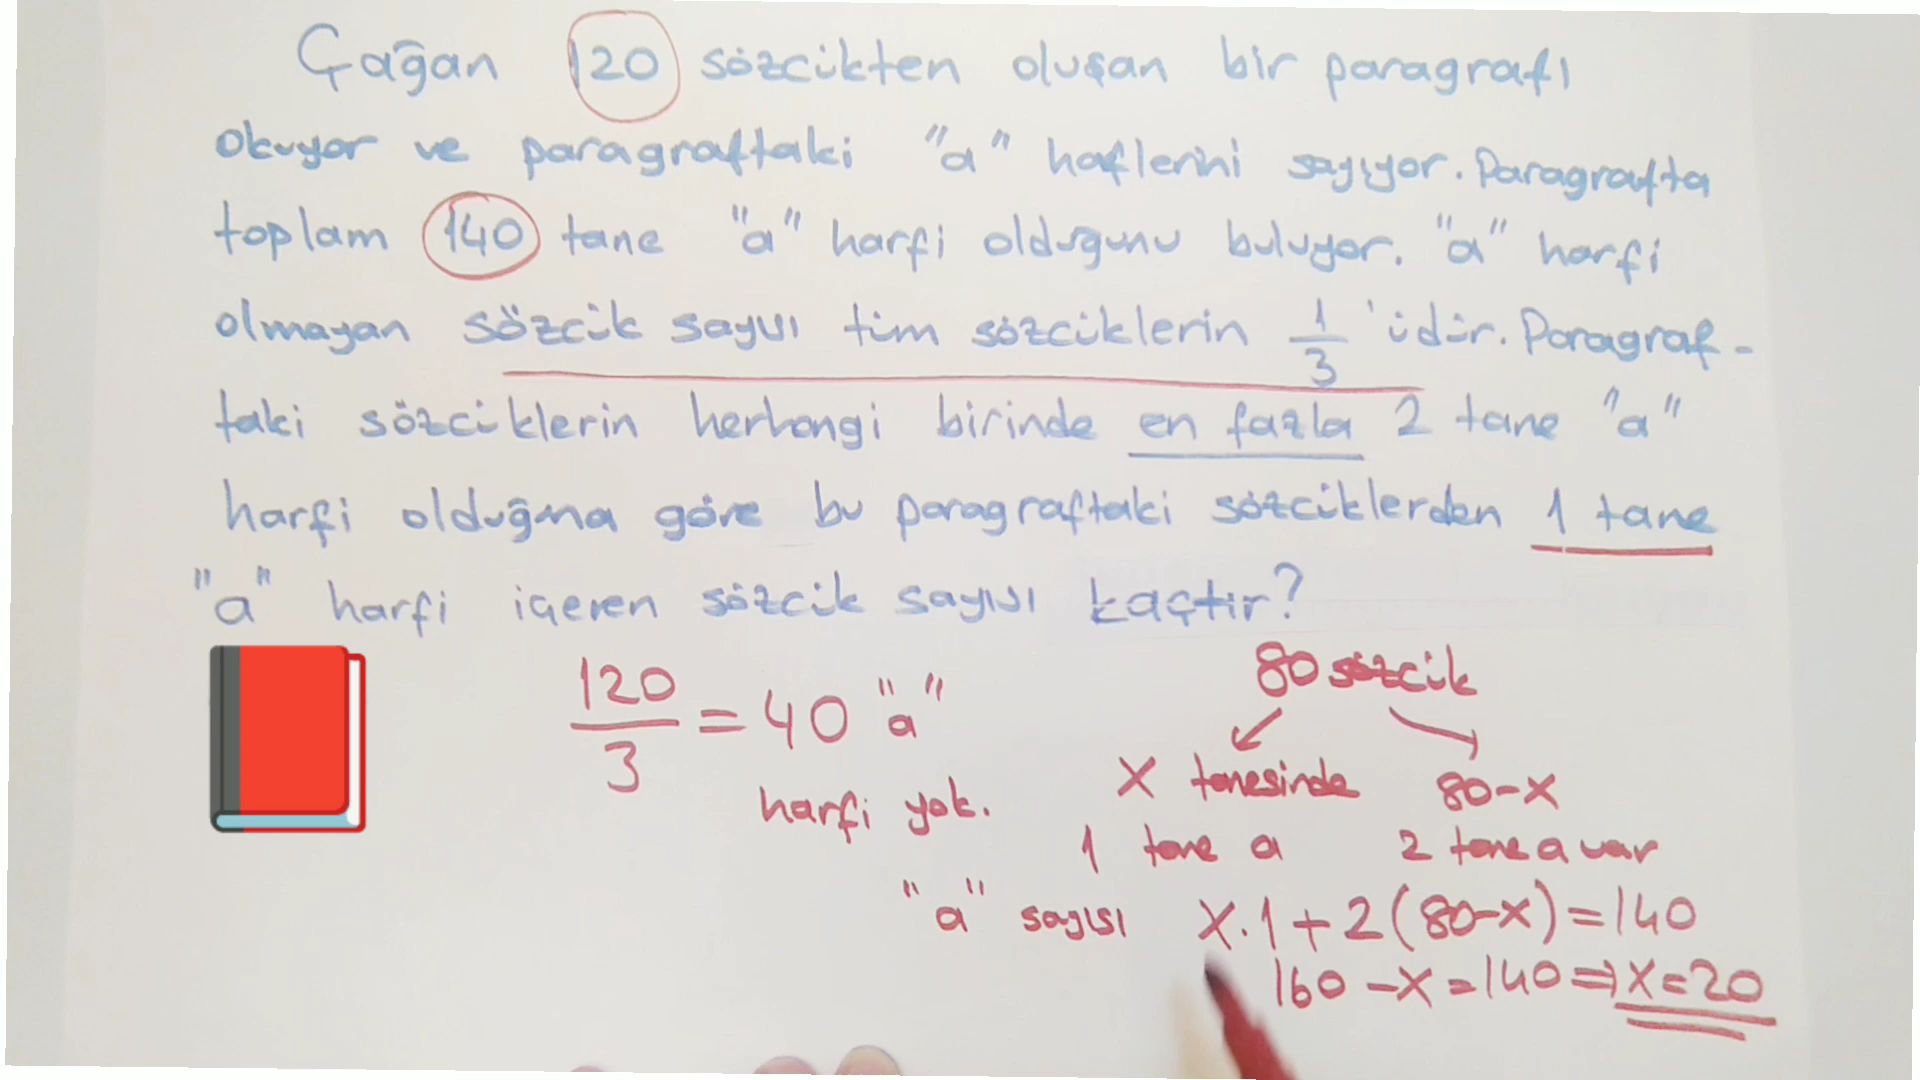 Çağan 120 sözcükten oluşan bir paragrafı
okuyor ve paragraftaki "a" haflerini sayıyor. Paragrafta
toplam 140 tane "a" harfi olduğunu buluyor. "a" harfi
olmayan sözcük sayısı tüm sözcüklerin 1/3 'üdür. Paragraf-
taki sözcüklerin herhangi birinde en fazla 2 tane "a"
harfi olduğuna göre bu paragraftaki sözcüklerden 1 tane
"a" harfi içeren sözcük sayısı kaçtır?
120/3 = 40 "a"
harfi yok.
80 sözcük
x tanesinde 80-x
1 tane a 2 tane a var
"a" sayısı x.1+2(80-x)=140
160-x=140⇒x=20